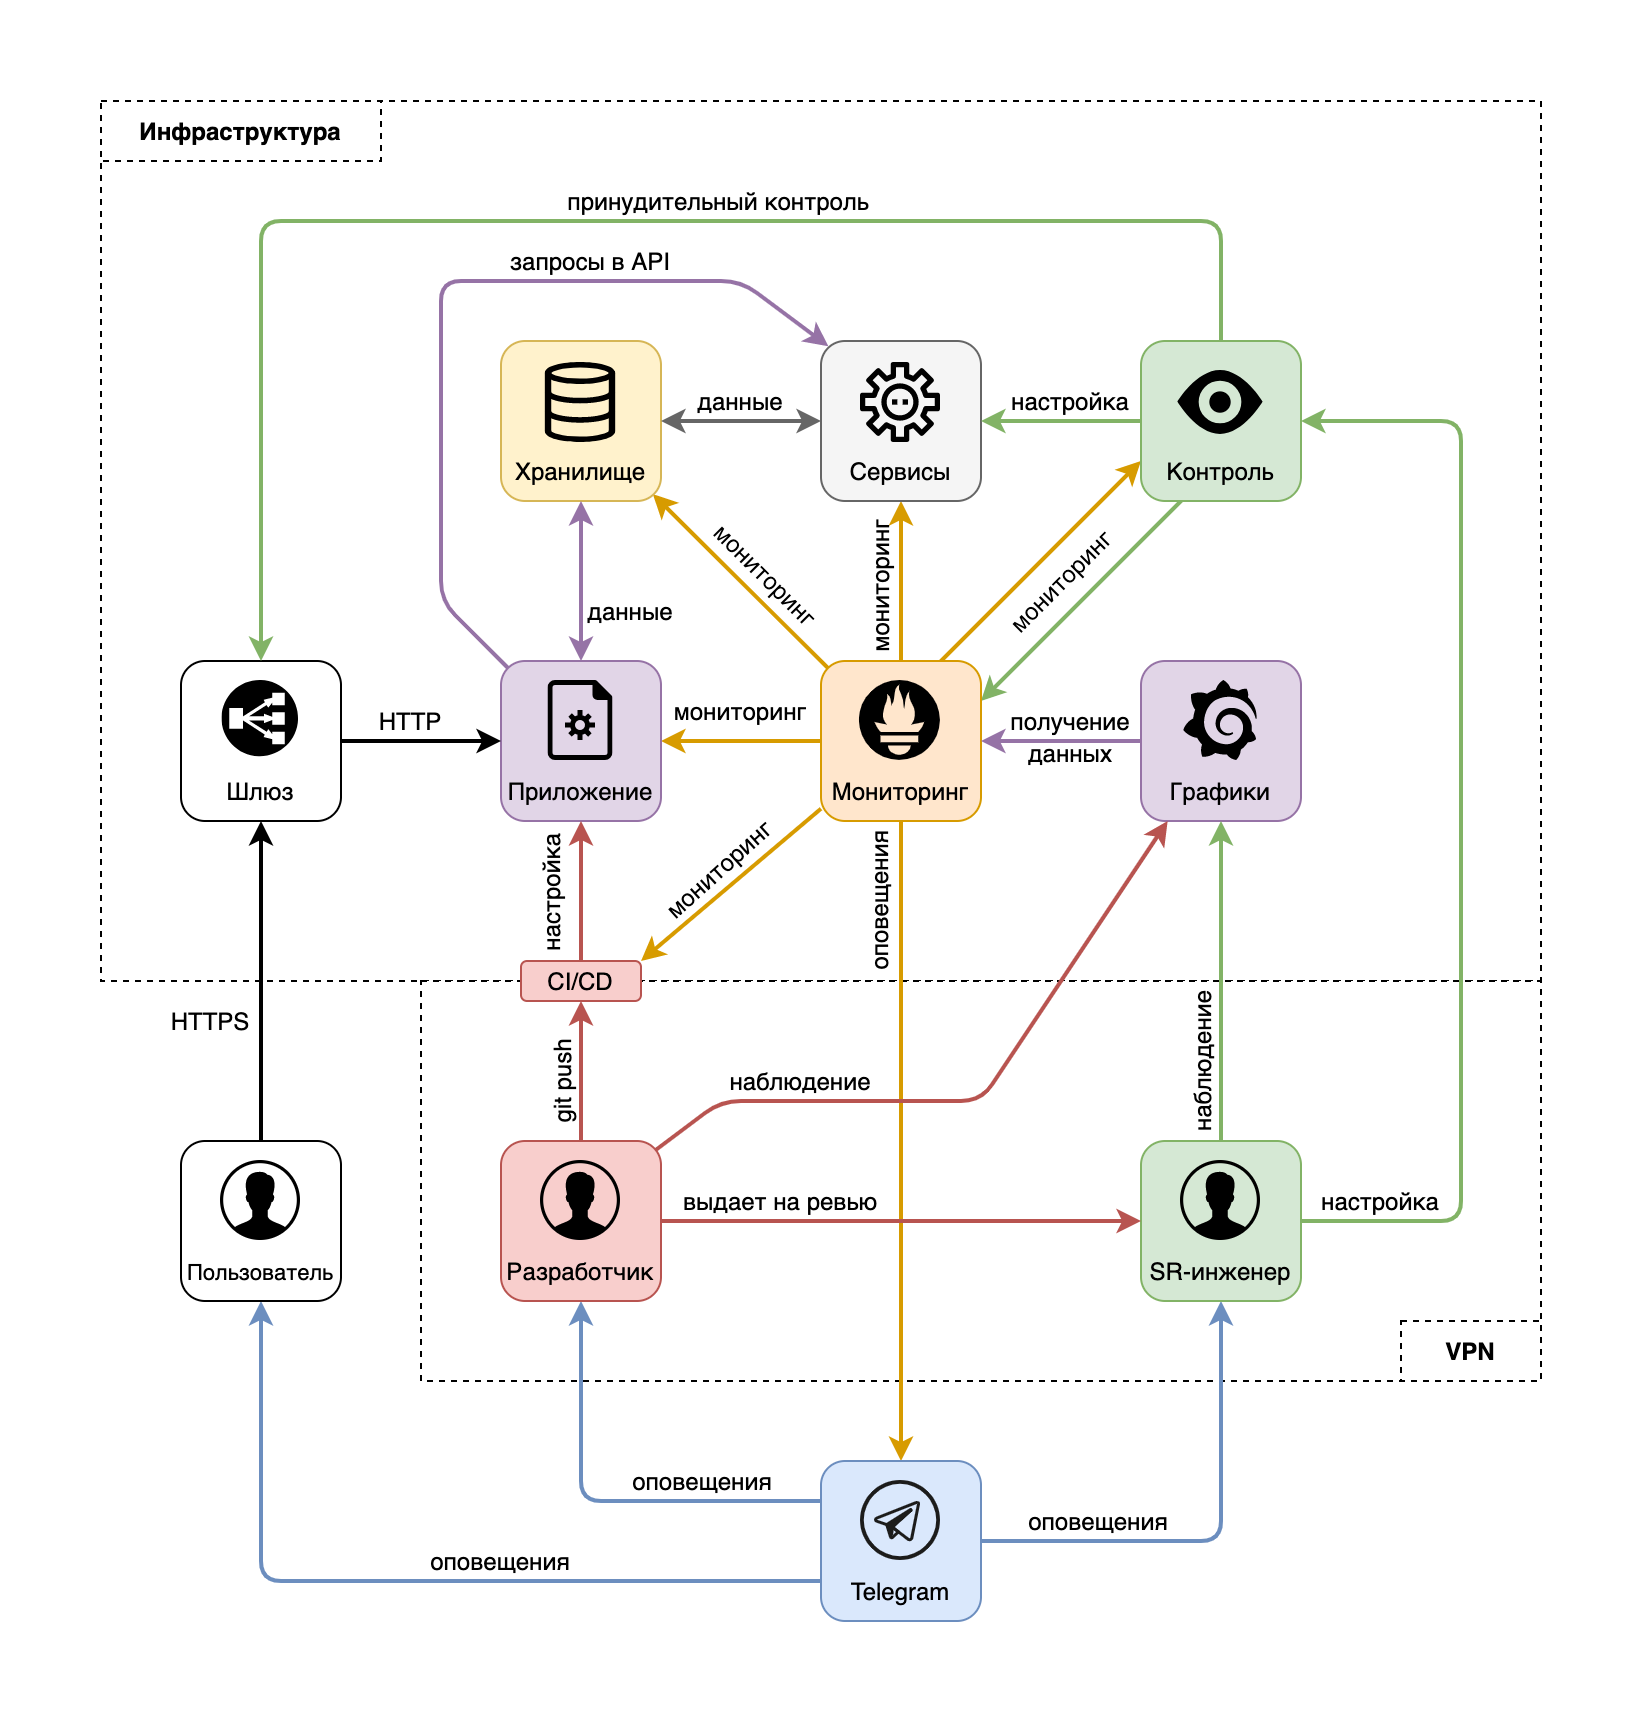 Инфраструктура
принудительный контроль
запросы в API
Хранилище
данные
Сервисы
настройка
Контроль
мониторинг
мониторинг
мониторинг
данные
Шлюз
HTTP
Приложение
мониторинг
Мониторинг
получение
данных
Графики
настройка
мониторинг
оповещения
CI/CD
HTTPS
git push
наблюдение
наблюдение
Пользователь
Разработчик
выдает на ревью
SR-инженер
настройка
VPN
оповещения
оповещения
оповещения
Telegram